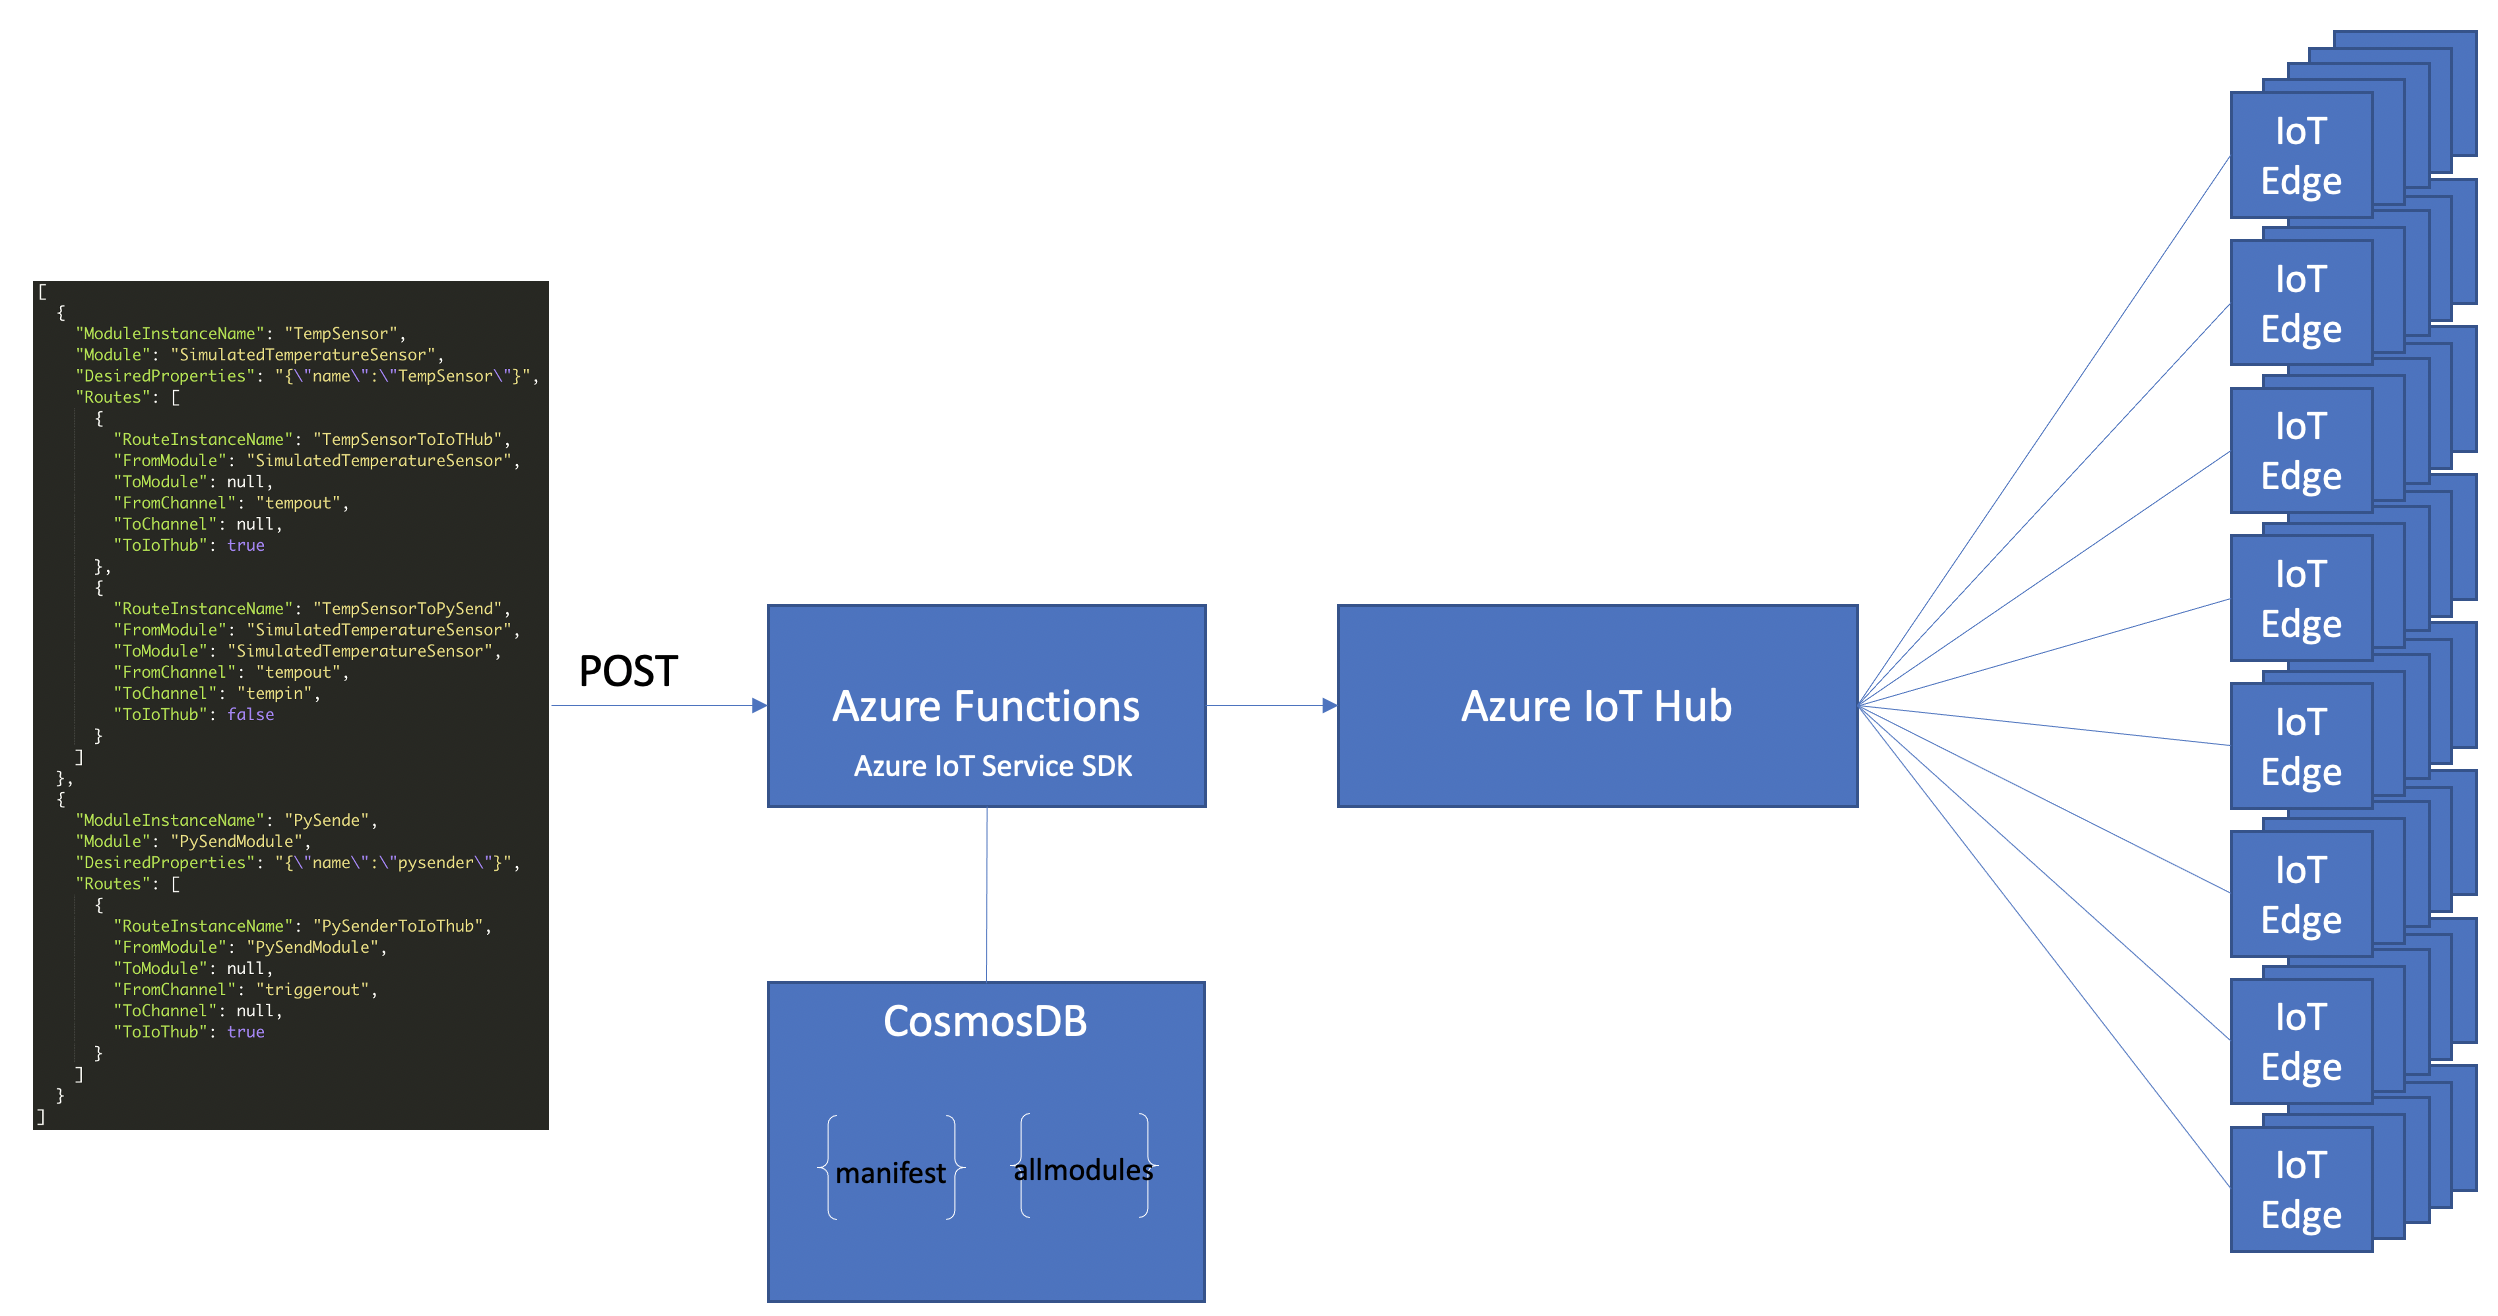 [
  {
    "ModuleInstanceName": "TempSensor",
    "Module": "SimulatedTemperatureSensor",
    "DesiredProperties": "{\"name\":\"TempSensor\"}",
    "Routes": [
      {
        "RouteInstanceName": "TempSensorToIoTHub",
        "FromModule": "SimulatedTemperatureSensor",
        "ToModule": null,
        "FromChannel": "tempout",
        "ToChannel": null,
        "ToIoThub": true
      },
      {
        "RouteInstanceName": "TempSensorToPySend",
        "FromModule": "SimulatedTemperatureSensor",
        "ToModule": "SimulatedTemperatureSensor",
        "FromChannel": "tempout",
        "ToChannel": "tempin",
        "ToIoThub": false
      }
    ]
  },
  {
    "ModuleInstanceName": "PySende",
    "Module": "PySendModule",
    "DesiredProperties": "{\"name\":\"pysender\"}",
    "Routes": [
      {
        "RouteInstanceName": "PySenderToIoThub",
        "FromModule": "PySendModule",
        "ToModule": null,
        "FromChannel": "triggerout",
        "ToChannel": null,
        "ToIoThub": true
      }
    ]
  }
]
POST
Azure Functions
Azure IoT Service SDK
CosmosDB
manifest
allmodules
Azure IoT Hub
IoT
Edge
IoT
Edge
IoT
Edge
IoT
Edge
IoT
Edge
IoT
Edge
IoT
Edge
IoT
Edge